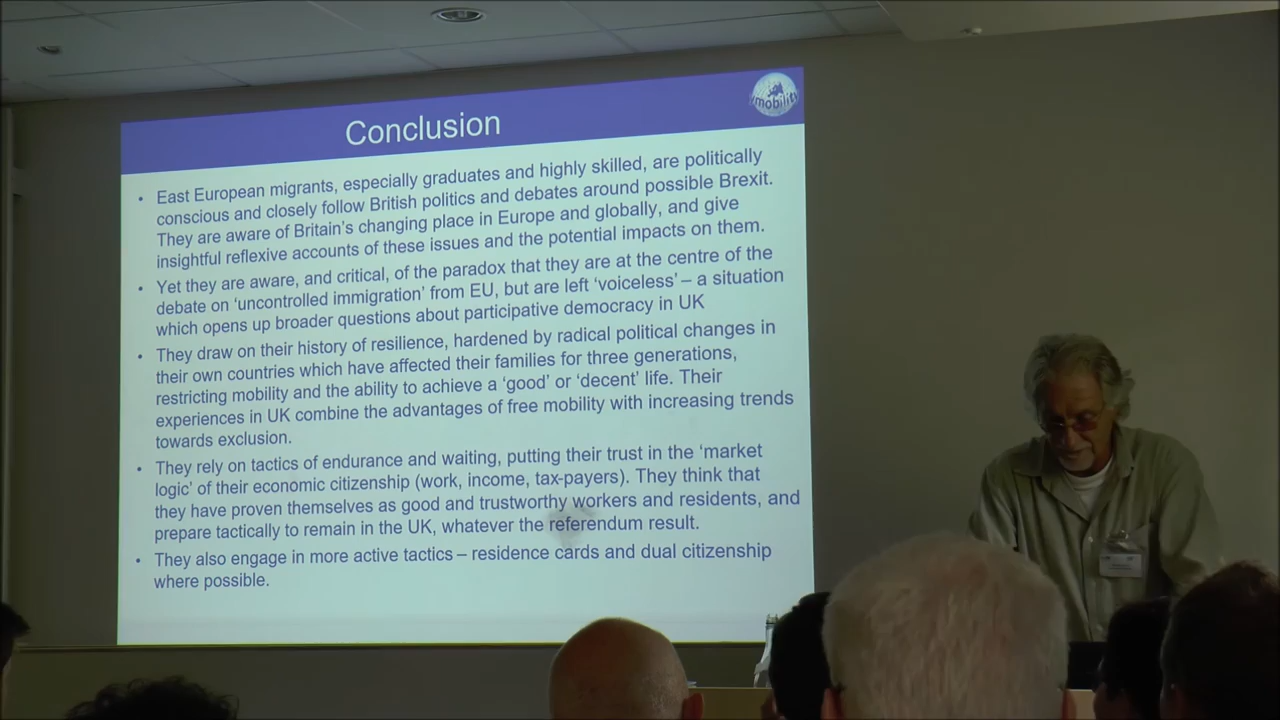 Conclusion
mobility
• East European migrants, especially graduates and highly skilled, are politically
conscious and closely follow British politics and debates around possible Brexit.
They are aware of Britain's changing place in Europe and globally, and give
insightful reflexive accounts of these issues and the potential impacts on them.
• Yet they are aware, and critical, of the paradox that they are at the centre of the
debate on 'uncontrolled immigration' from EU, but are left 'voiceless' – a situation
which opens up broader questions about participative democracy in UK
• They draw on their history of resilience, hardened by radical political changes in
their own countries which have affected their families for three generations,
restricting mobility and the ability to achieve a 'good' or 'decent' life. Their
experiences in UK combine the advantages of free mobility with increasing trends
towards exclusion.
• They rely on tactics of endurance and waiting, putting their trust in the 'market
logic' of their economic citizenship (work, income, tax-payers). They think that
they have proven themselves as good and trustworthy workers and residents, and
prepare tactically to remain in the UK, whatever the referendum result.
• They also engage in more active tactics – residence cards and dual citizenship
where possible.